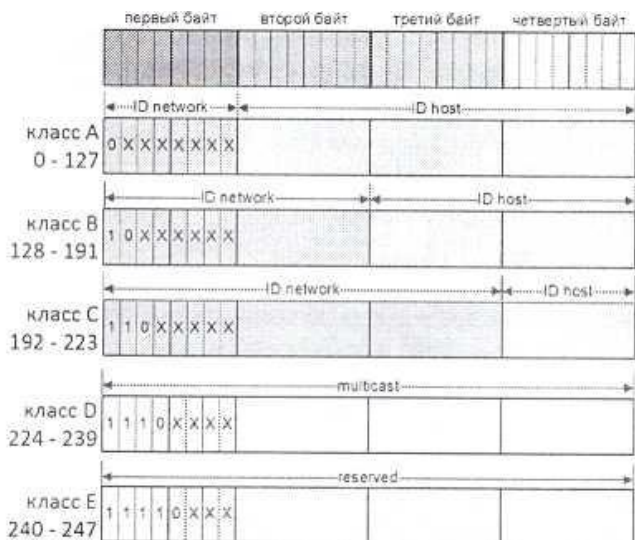 первый байт второй байт третий байт четвертый байт
ID network ID host
класс A
0 - 127
0 X X X X X X X
ID network ID host
класс B
128 - 191
1 0 X X X X X X
ID network ID host
класс C
192 - 223
1 1 0 X X X X X
multicast
класс D
224 - 239
1 1 1 0 X X X X
reserved
класс E
240 - 247
1 1 1 1 0 X X X